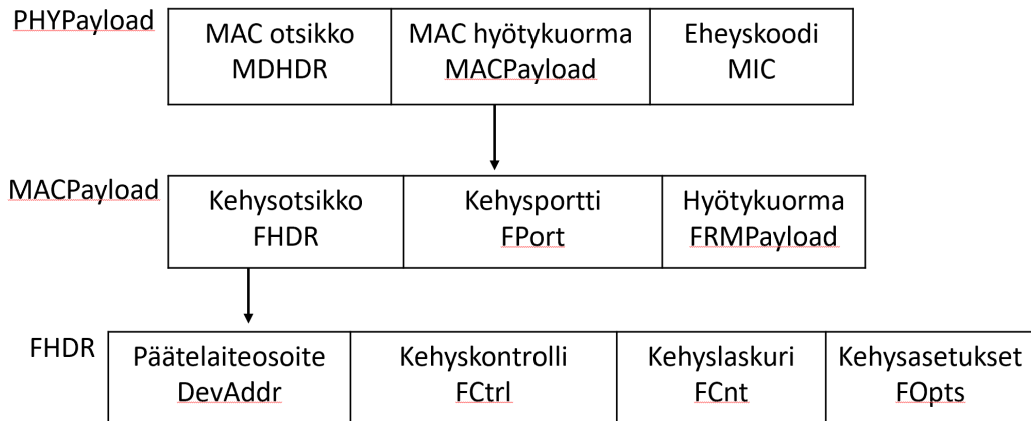 PHYPayload
MAC otsikko
MDHDR
MAC hyötykuorma
MACPayload
Eheyskoodi
MIC
MACPayload
Kehysotsikko
FHDR
Kehysportti
FPort
Hyötykuorma
FRMPayload
FHDR
Päätelaiteosoite
DevAddr
Kehyskontrolli
FCtrl
Kehyslaskuri
FCnt
Kehysasetukset
FOpts